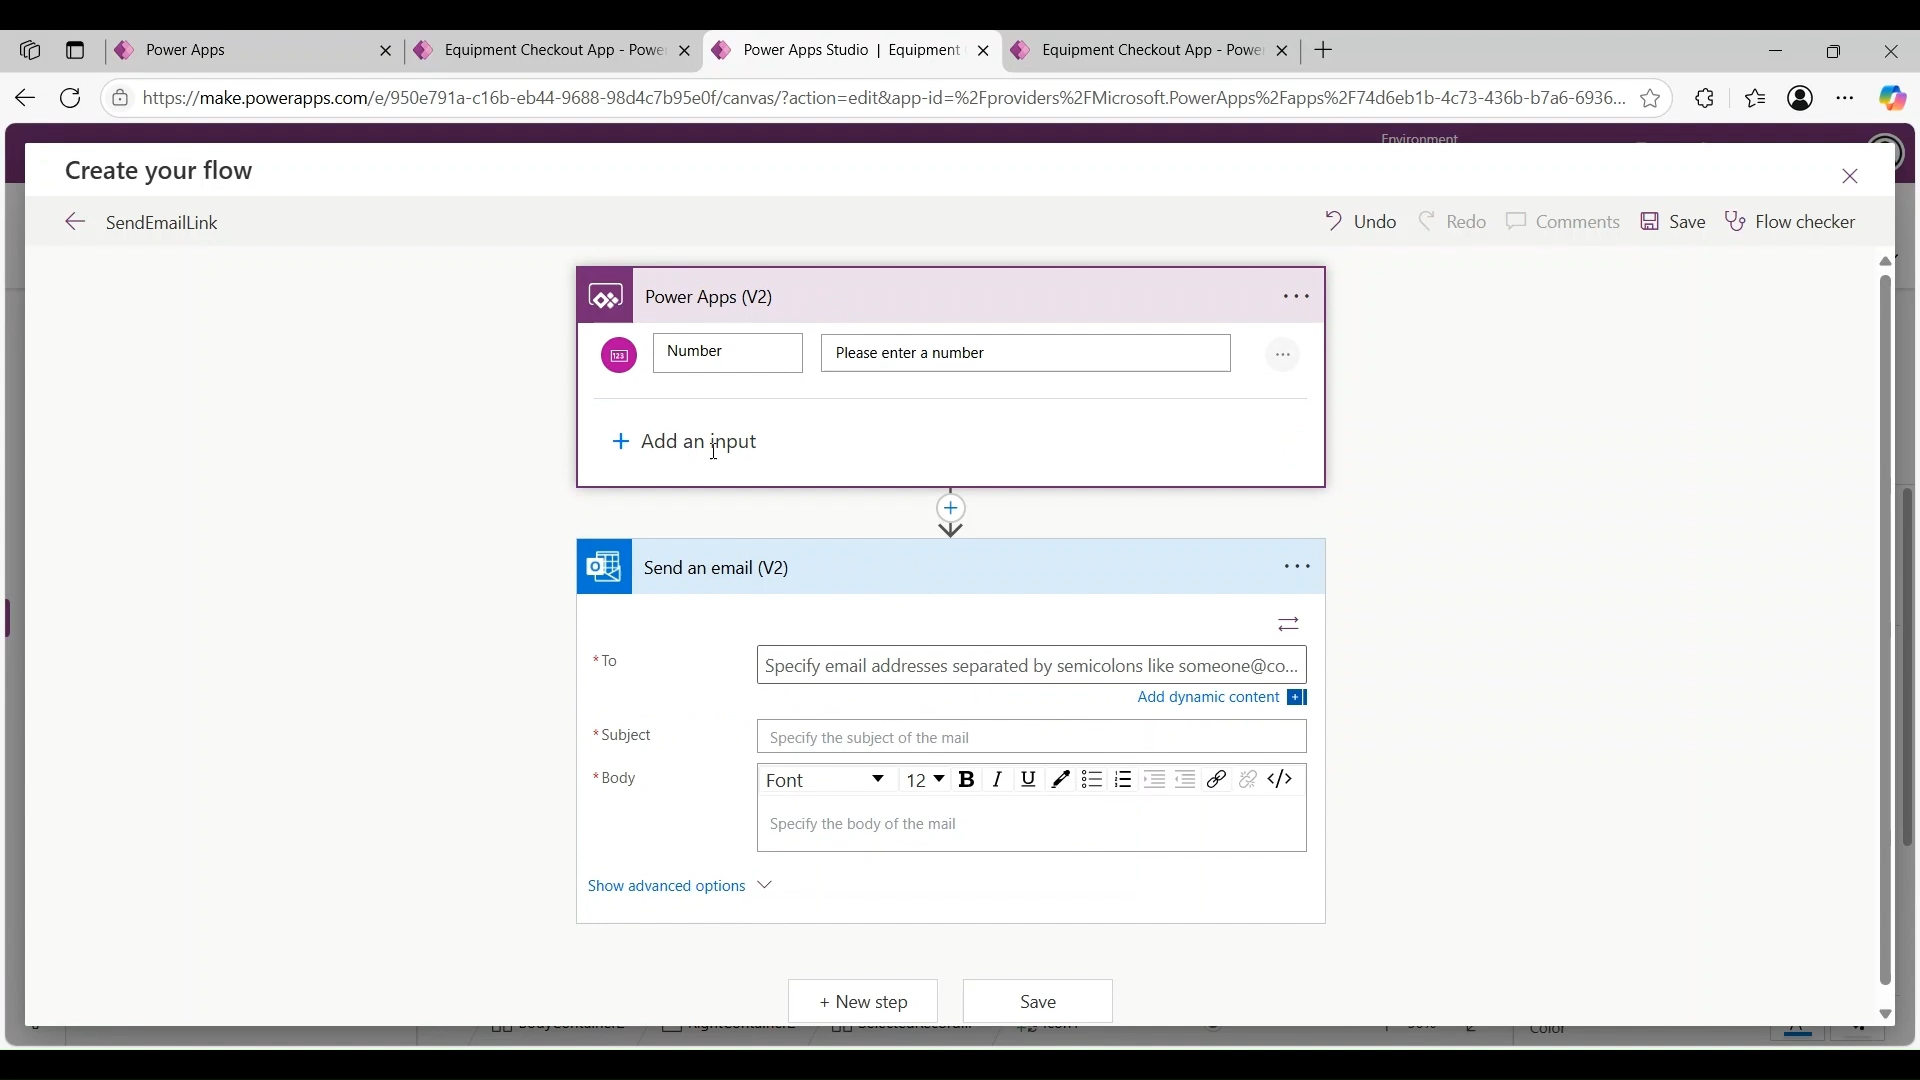 Power Apps
Equipment Checkout App - Powe
Power Apps Studio | Equipment
Equipment Checkout App - Powe
https://make.powerapps.com/e/950e791a-c16b-eb44-9688-98d4c7b95e0f/canvas/?action=edit&app-id=%2Fproviders%2FMicrosoft.PowerApps%2Fapps%2F74d6eb1b-4c73-436b-b7a6-6936...
Environment
Create your flow
SendEmailLink
Undo
Redo
Comments
Save
Flow checker
Power Apps (V2)
123
Number
Please enter a number
+ Add an input
Send an email (V2)
* To
Specify email addresses separated by semicolons like someone@co...
Add dynamic content
* Subject
Specify the subject of the mail
* Body
Font
12
B I U
</>
Specify the body of the mail
Show advanced options
+ New step
Save
Color